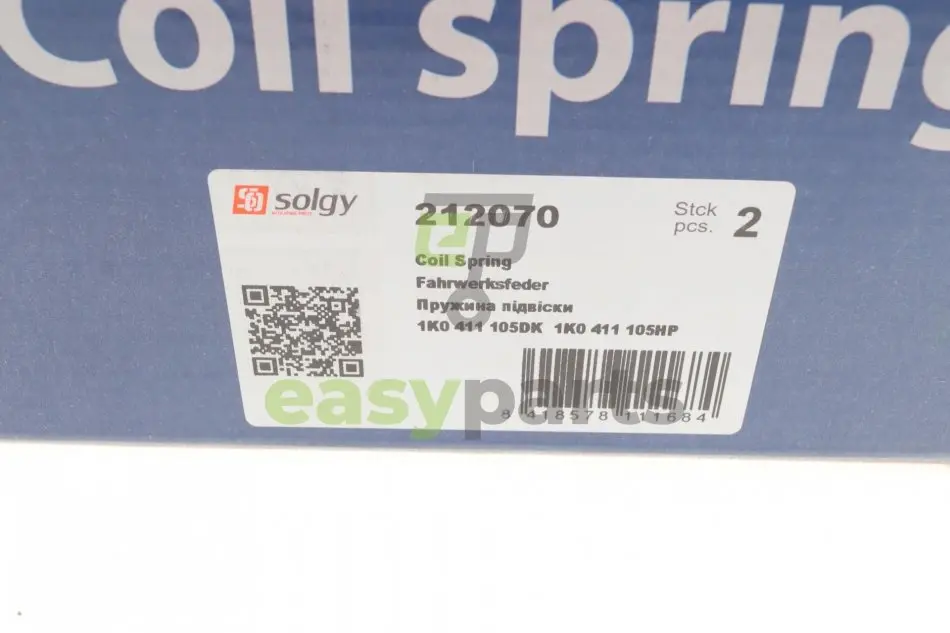 Coil spring
solgy
212070
Stck
pcs. 2
Coil Spring
Fahrwerksfeder
Пружина підвіски
1K0 411 105DK 1K0 411 105HP
easyparts
8 418578 111684